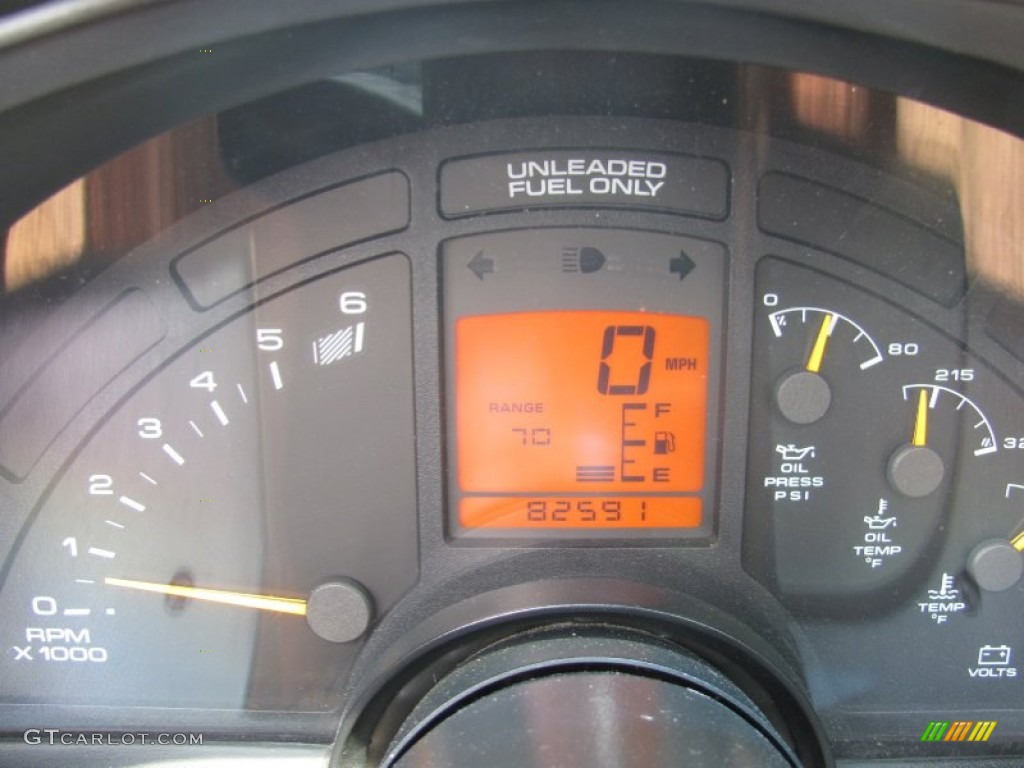 UNLEADED
FUEL ONLY
6
5
4
3
2
1
0
RPM
X 1000
0 MPH
RANGE
70
F
E
82591
0
80
OIL
PRESS
PSI
215
32
OIL
TEMP
°F
TEMP
°F
VOLTS
GTCARLOT.COM